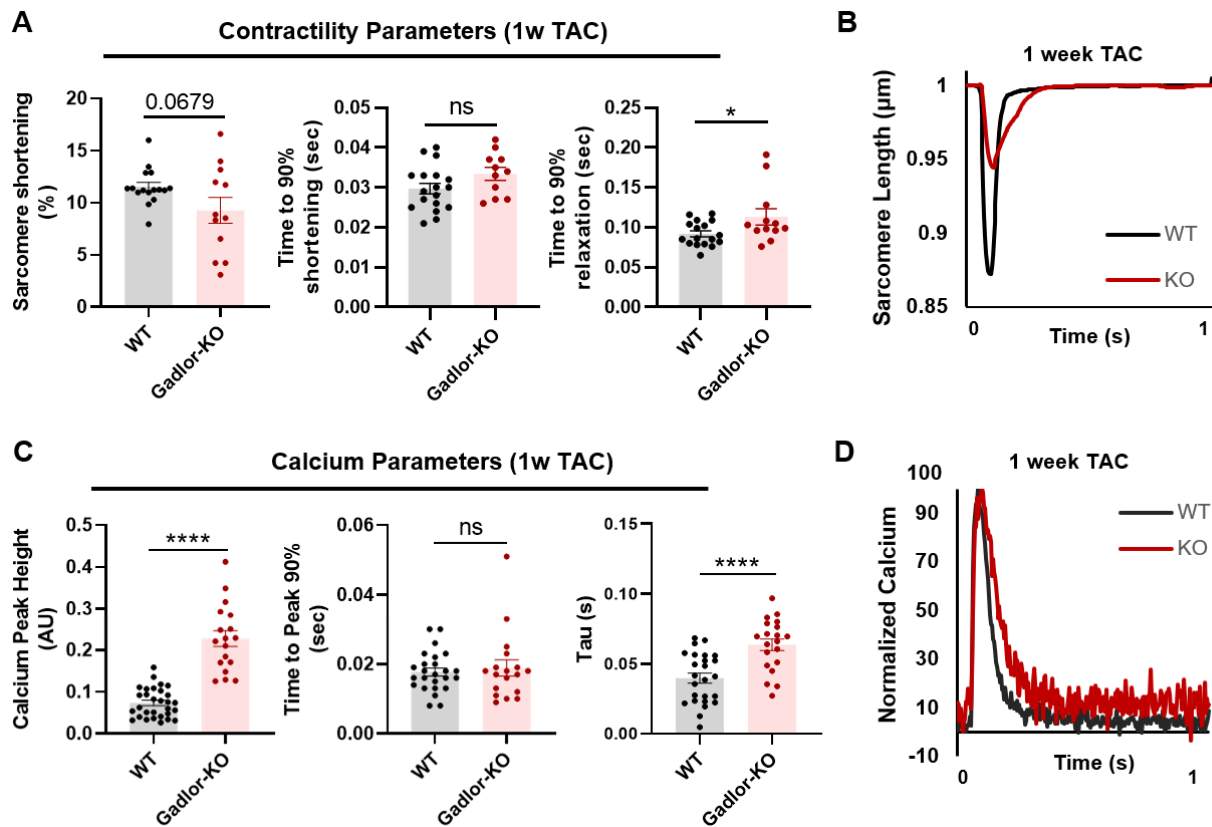 A
Contractility Parameters (1w TAC)
Sarcomere shortening
(%)
20
15
10
5
0
0.0679
WT
Gadlor-KO
Time to 90%
shortening (sec)
0.05
0.04
0.03
0.02
0.01
0.00
ns
WT
Gadlor-KO
Time to 90%
relaxation (sec)
0.25
0.20
0.15
0.10
0.05
0.00
*
WT
Gadlor-KO
B
1 week TAC
Sarcomere Length (µm)
1
0.95
0.9
0.85
WT
KO
0
1
Time (s)
C
Calcium Parameters (1w TAC)
Calcium Peak Height
(AU)
0.5
0.4
0.3
0.2
0.1
0.0
****
WT
Gadlor-KO
Time to Peak 90%
(sec)
0.06
0.04
0.02
0.00
ns
WT
Gadlor-KO
Tau (s)
0.15
0.10
0.05
0.00
****
WT
Gadlor-KO
D
1 week TAC
Normalized Calcium
100
90
70
50
30
10
-10
WT
KO
0
Time (s)
1